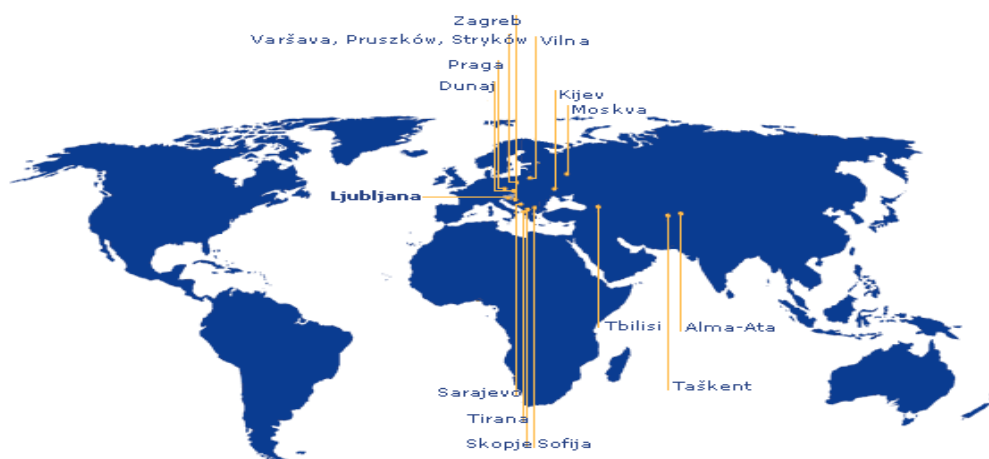 Zagreb
Varšava, Pruszków, Stryków
Vilna
Praga
Dunaj
Kijev
Moskva
Ljubljana
Tbilisi
Alma-Ata
Taškent
Sarajevo
Tirana
Skopje
Sofija